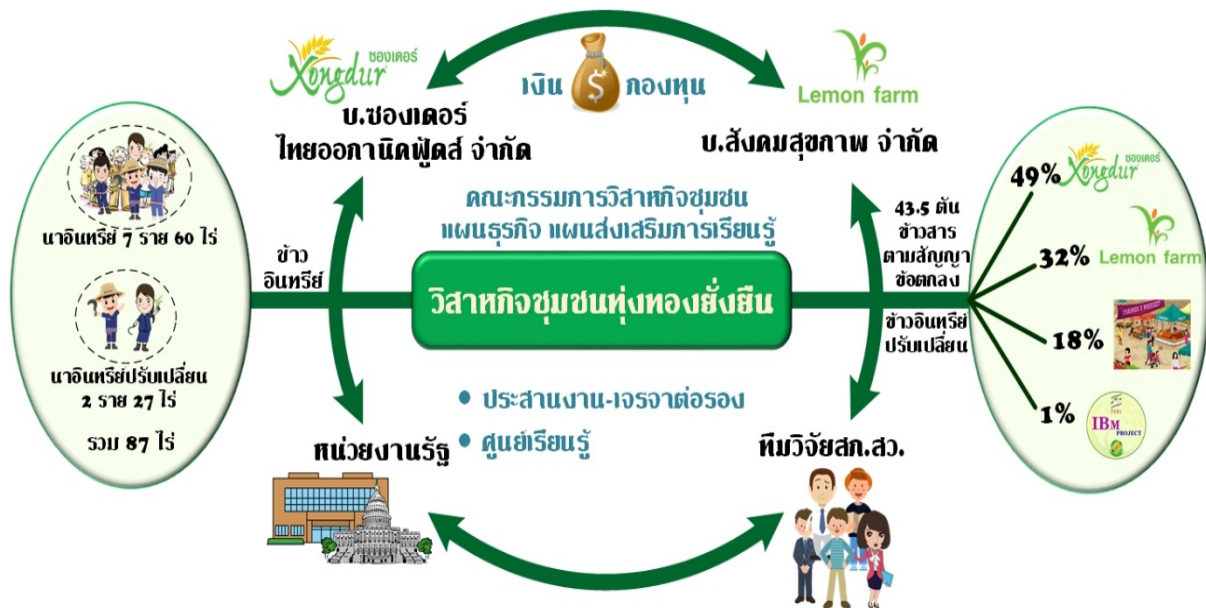 ซองเดอร์
Xongdur
บ.ซองเดอร์
ไทยออกานิคฟู้ดส์ จำกัด
เงิน $ กองทุน
Lemon farm
บ.สังคมสุขภาพ จำกัด
นาอินทรีย์ 7 ราย 60 ไร่
นาอินทรีย์ปรับเปลี่ยน
2 ราย 27 ไร่
รวม 87 ไร่
ข้าว
อินทรีย์
คณะกรรมการวิสาหกิจชุมชน
แผนธุรกิจ แผนส่งเสริมการเรียนรู้
วิสาหกิจชุมชนทุ่งทองยั่งยืน
ประสานงาน-เจรจาต่อรอง
ศูนย์เรียนรู้
43.5 ตัน
ข้าวสาร
ตามสัญญา
ข้อตกลง
ข้าวอินทรีย์
ปรับเปลี่ยน
49%
ซองเดอร์
Xongdur
32%
Lemon farm
18%
FARMER'S MARKET
1%
IBM
PROJECT
หน่วยงานรัฐ
ทีมวิจัยสก.สว.